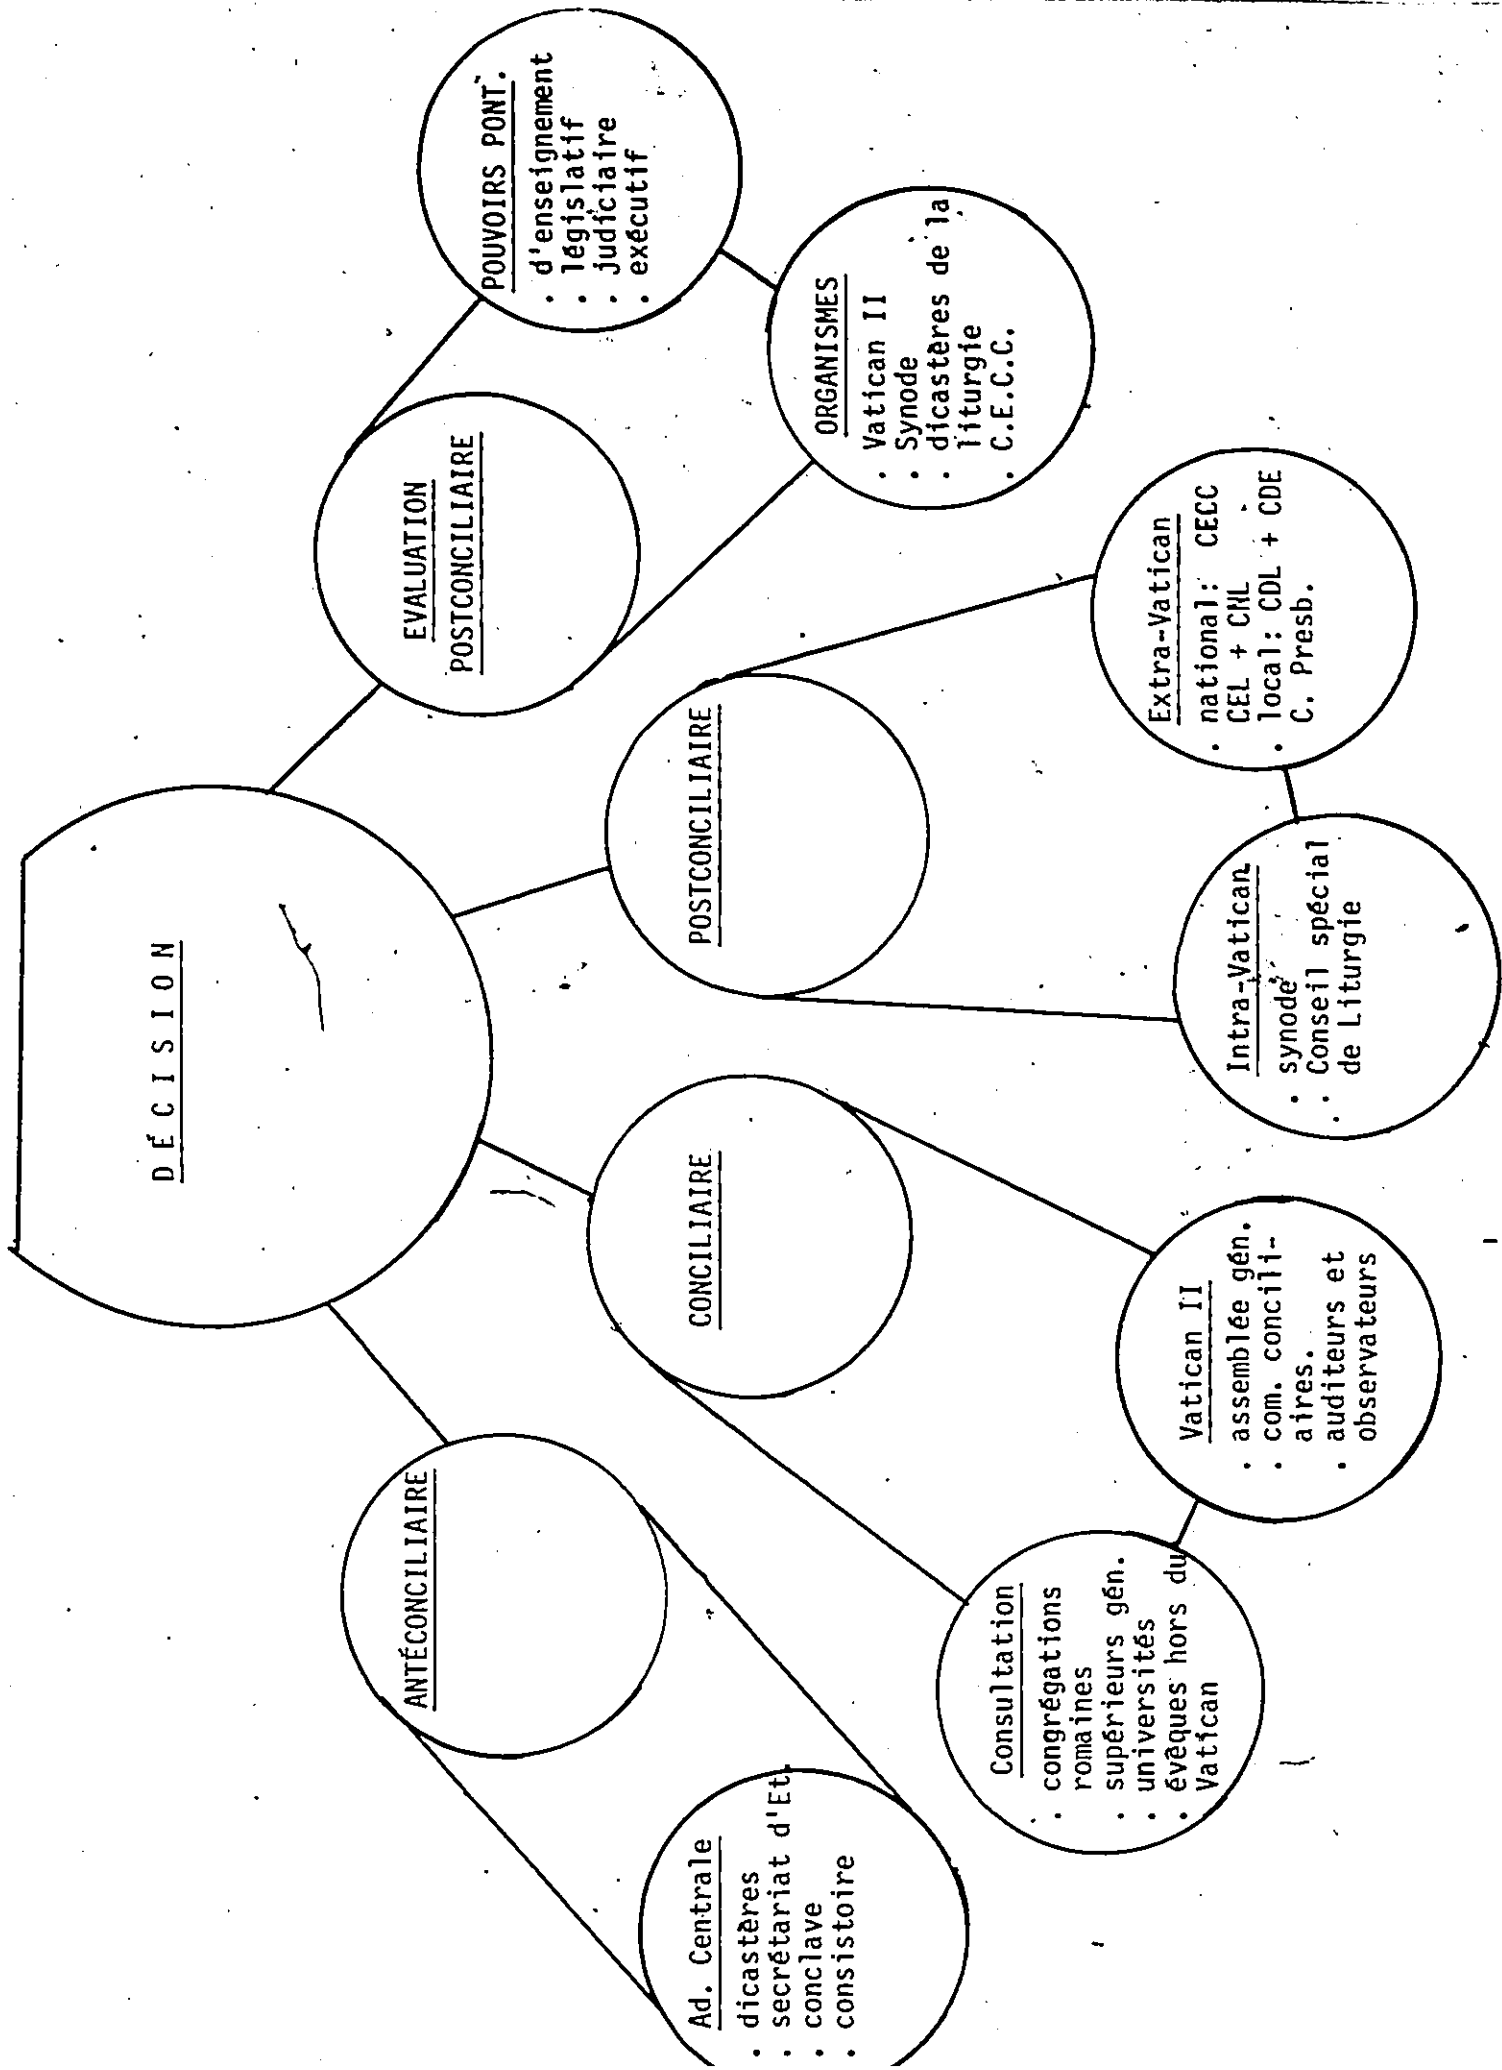 DÉCISION
ANTÉCONCILIAIRE
Ad. Centrale
· dicastères
· secrétariat d'Et.
· conclave
· consistoire
CONCILIAIRE
Consultation
· congrégations
romaines
· supérieurs gén.
· universités
· évêques hors du
Vatican
Vatican II
· assemblée gén.
· com. concili-
aires.
· auditeurs et
observateurs
POSTCONCILIAIRE
Intra-Vatican
· synode
· Conseil spécial
de Liturgie
Extra-Vatican
· national: CECC
CEL + CNL
· local: CDL + CDE
C. Presb.
EVALUATION
POSTCONCILIAIRE
ORGANISMES
· Vatican II
· Synode
· dicastères de la
liturgie
· C.E.C.C.
POUVOIRS PONT.
· d'enseignement
· législatif
· judiciaire
· exécutif